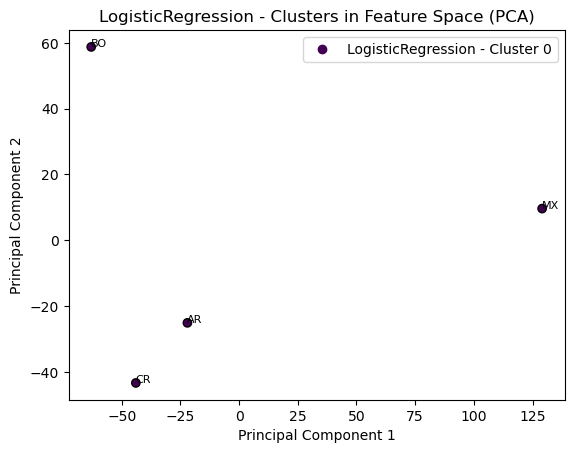 LogisticRegression - Clusters in Feature Space (PCA)
LogisticRegression - Cluster 0
BO
MX
AR
CR
60
40
20
0
−20
−40
Principal Component 2
−50
−25
0
25
50
75
100
125
Principal Component 1